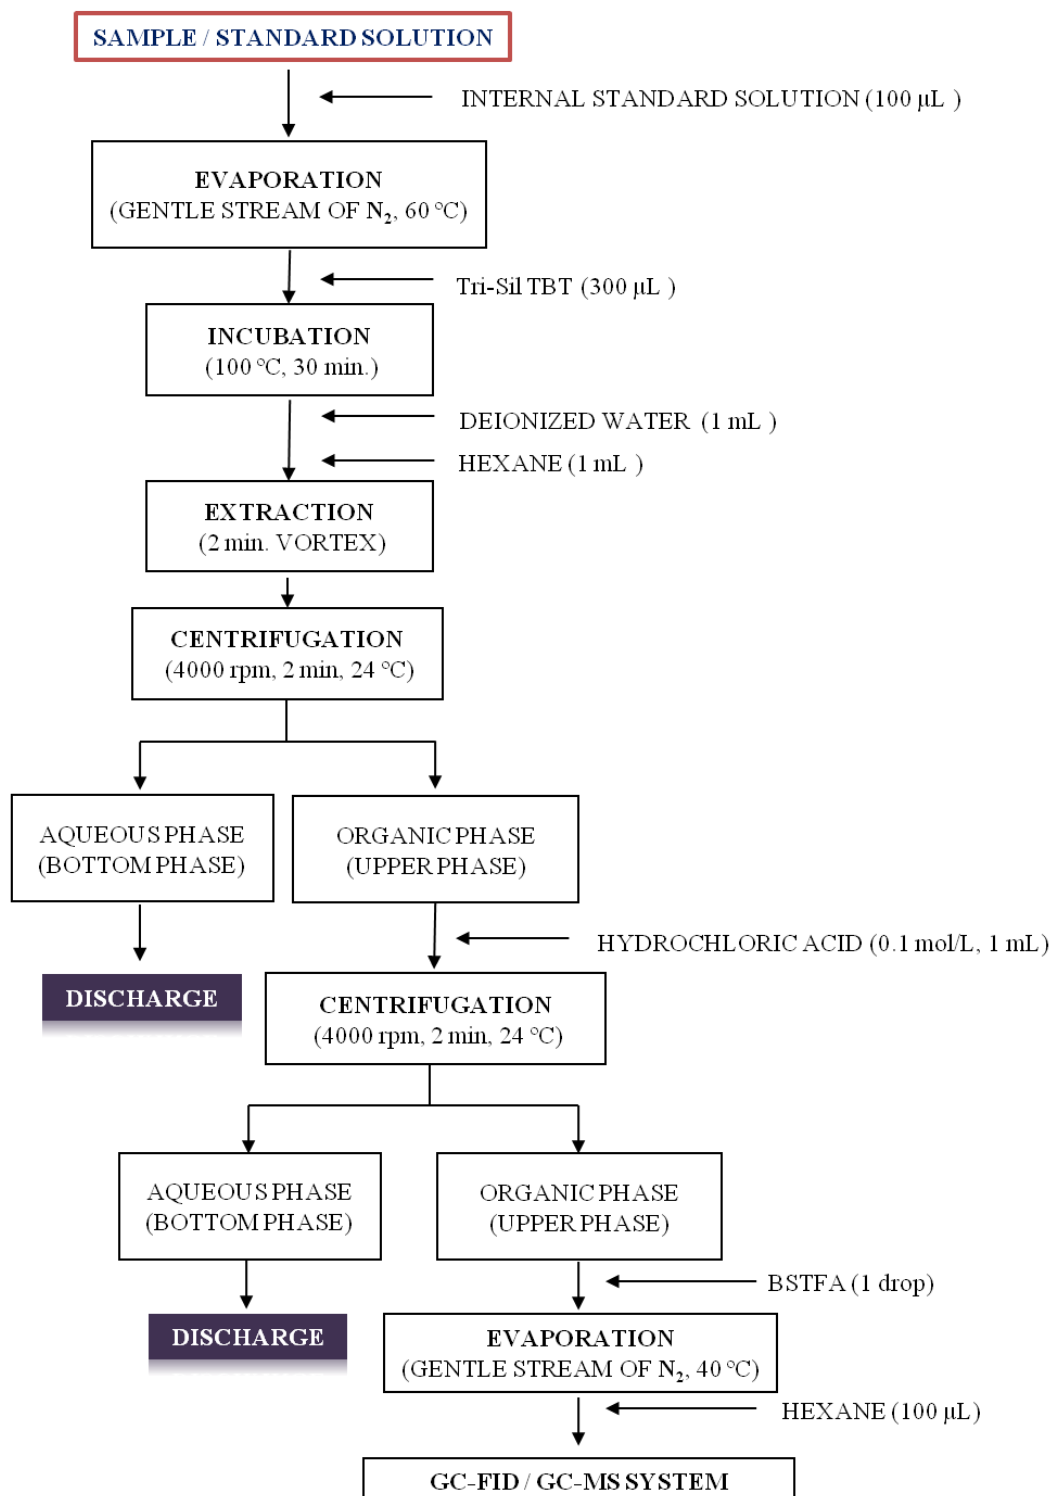 SAMPLE / STANDARD SOLUTION
INTERNAL STANDARD SOLUTION (100 µL )
EVAPORATION
(GENTLE STREAM OF N₂, 60 °C)
Tri-Sil TBT (300 µL )
INCUBATION
(100 °C, 30 min.)
DEIONIZED WATER (1 mL )
HEXANE (1 mL )
EXTRACTION
(2 min. VORTEX)
CENTRIFUGATION
(4000 rpm, 2 min, 24 °C)
AQUEOUS PHASE
(BOTTOM PHASE)
ORGANIC PHASE
(UPPER PHASE)
HYDROCHLORIC ACID (0.1 mol/L, 1 mL)
DISCHARGE
CENTRIFUGATION
(4000 rpm, 2 min, 24 °C)
AQUEOUS PHASE
(BOTTOM PHASE)
ORGANIC PHASE
(UPPER PHASE)
BSTFA (1 drop)
DISCHARGE
EVAPORATION
(GENTLE STREAM OF N₂, 40 °C)
HEXANE (100 µL)
GC-FID / GC-MS SYSTEM